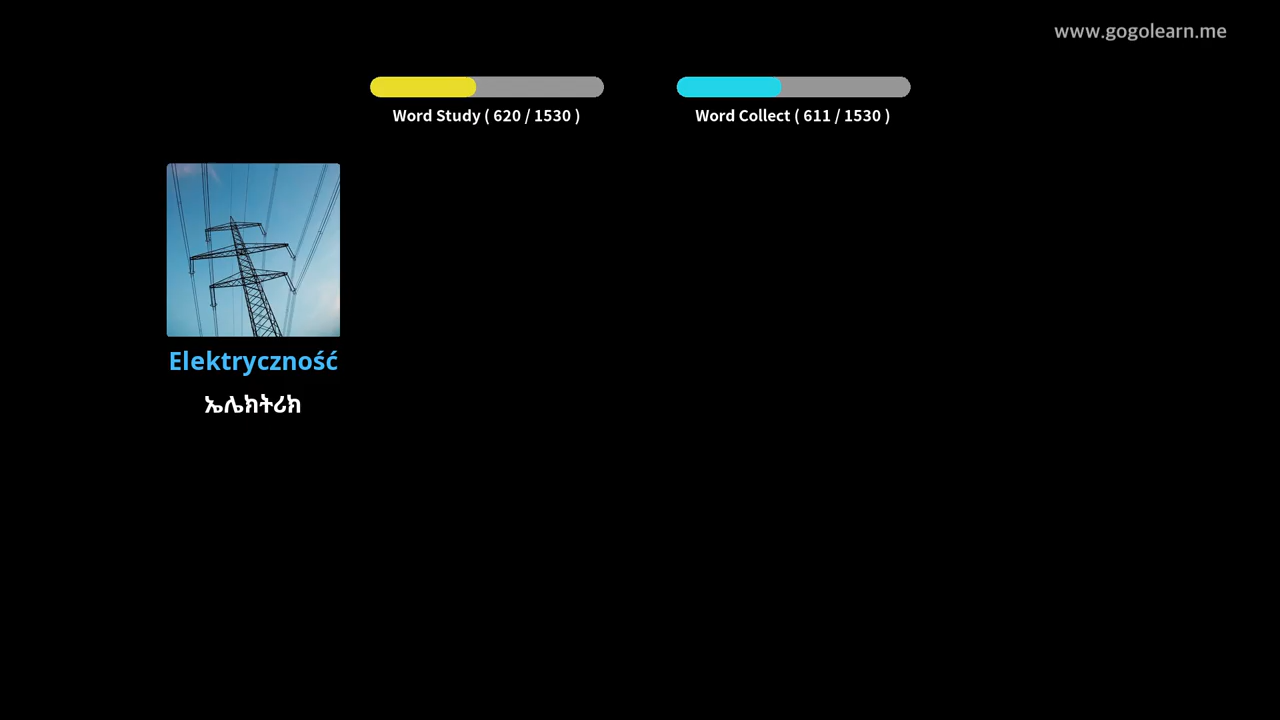 www.gogolearn.me
Word Study ( 620 / 1530 )
Word Collect ( 611 / 1530 )
Elektryczność
ኤሌክትሪክ